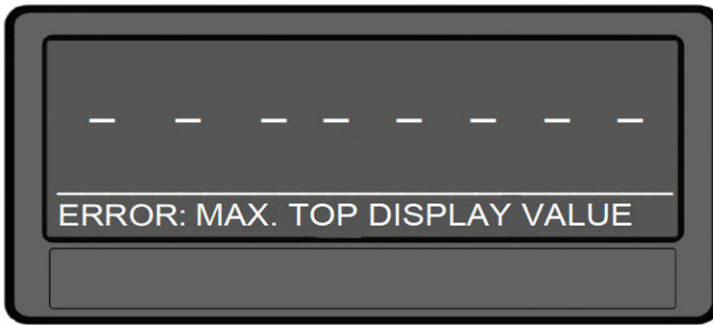 - - - - - - - -
ERROR: MAX. TOP DISPLAY VALUE